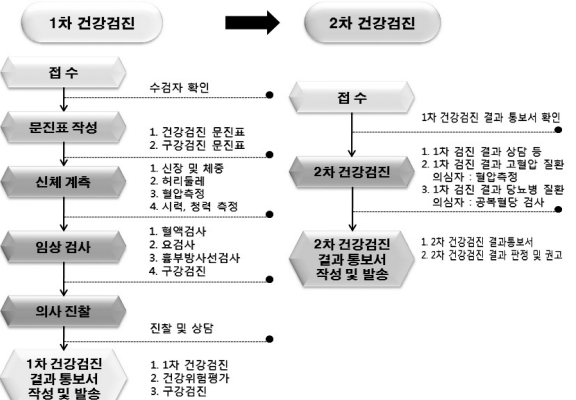 1차 건강검진
2차 건강검진
접 수
수검자 확인
문진표 작성
1. 건강검진 문진표
2. 구강검진 문진표
신체 계측
1. 신장 및 체중
2. 허리둘레
3. 혈압측정
4. 시력, 청력 측정
임상 검사
1. 혈액검사
2. 요검사
3. 흉부방사선검사
4. 구강검진
의사 진찰
진찰 및 상담
1차 건강검진
결과 통보서
작성 및 발송
1. 1차 건강검진
2. 건강위험평가
3. 구강검진
접 수
1차 건강검진 결과 통보서 확인
2차 건강검진
1. 1차 검진 결과 상담 등
2. 1차 검진 결과 고혈압 질환
의심자 : 혈압측정
3. 1차 검진 결과 당뇨병 질환
의심자 : 공복혈당 검사
2차 건강검진
결과 통보서
작성 및 발송
1. 2차 건강검진 결과통보서
2. 2차 건강검진 결과 판정 및 권고